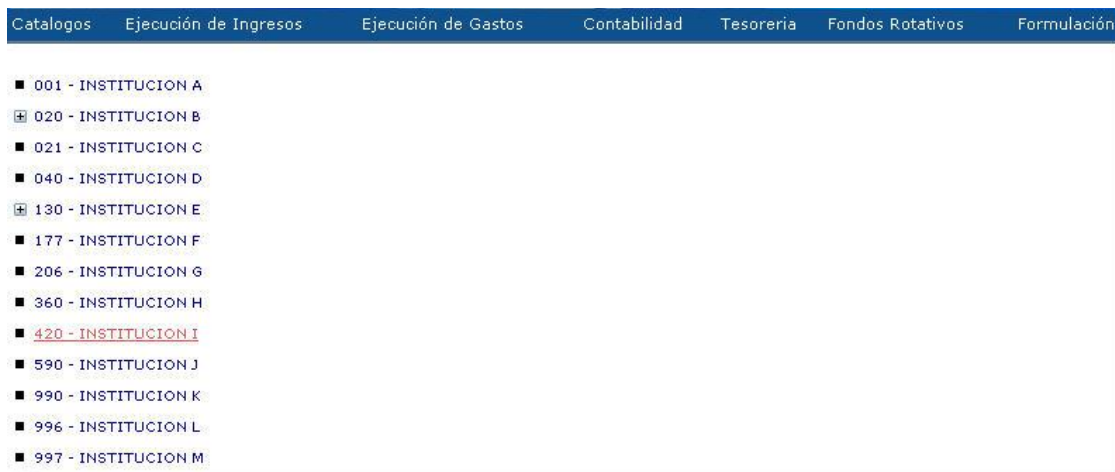 Catalogos Ejecución de Ingresos Ejecución de Gastos Contabilidad Tesoreria Fondos Rotativos Formulación
001 - INSTITUCION A
020 - INSTITUCION B
021 - INSTITUCION C
040 - INSTITUCION D
130 - INSTITUCION E
177 - INSTITUCION F
206 - INSTITUCION G
360 - INSTITUCION H
420 - INSTITUCION I
590 - INSTITUCION J
990 - INSTITUCION K
996 - INSTITUCION L
997 - INSTITUCION M